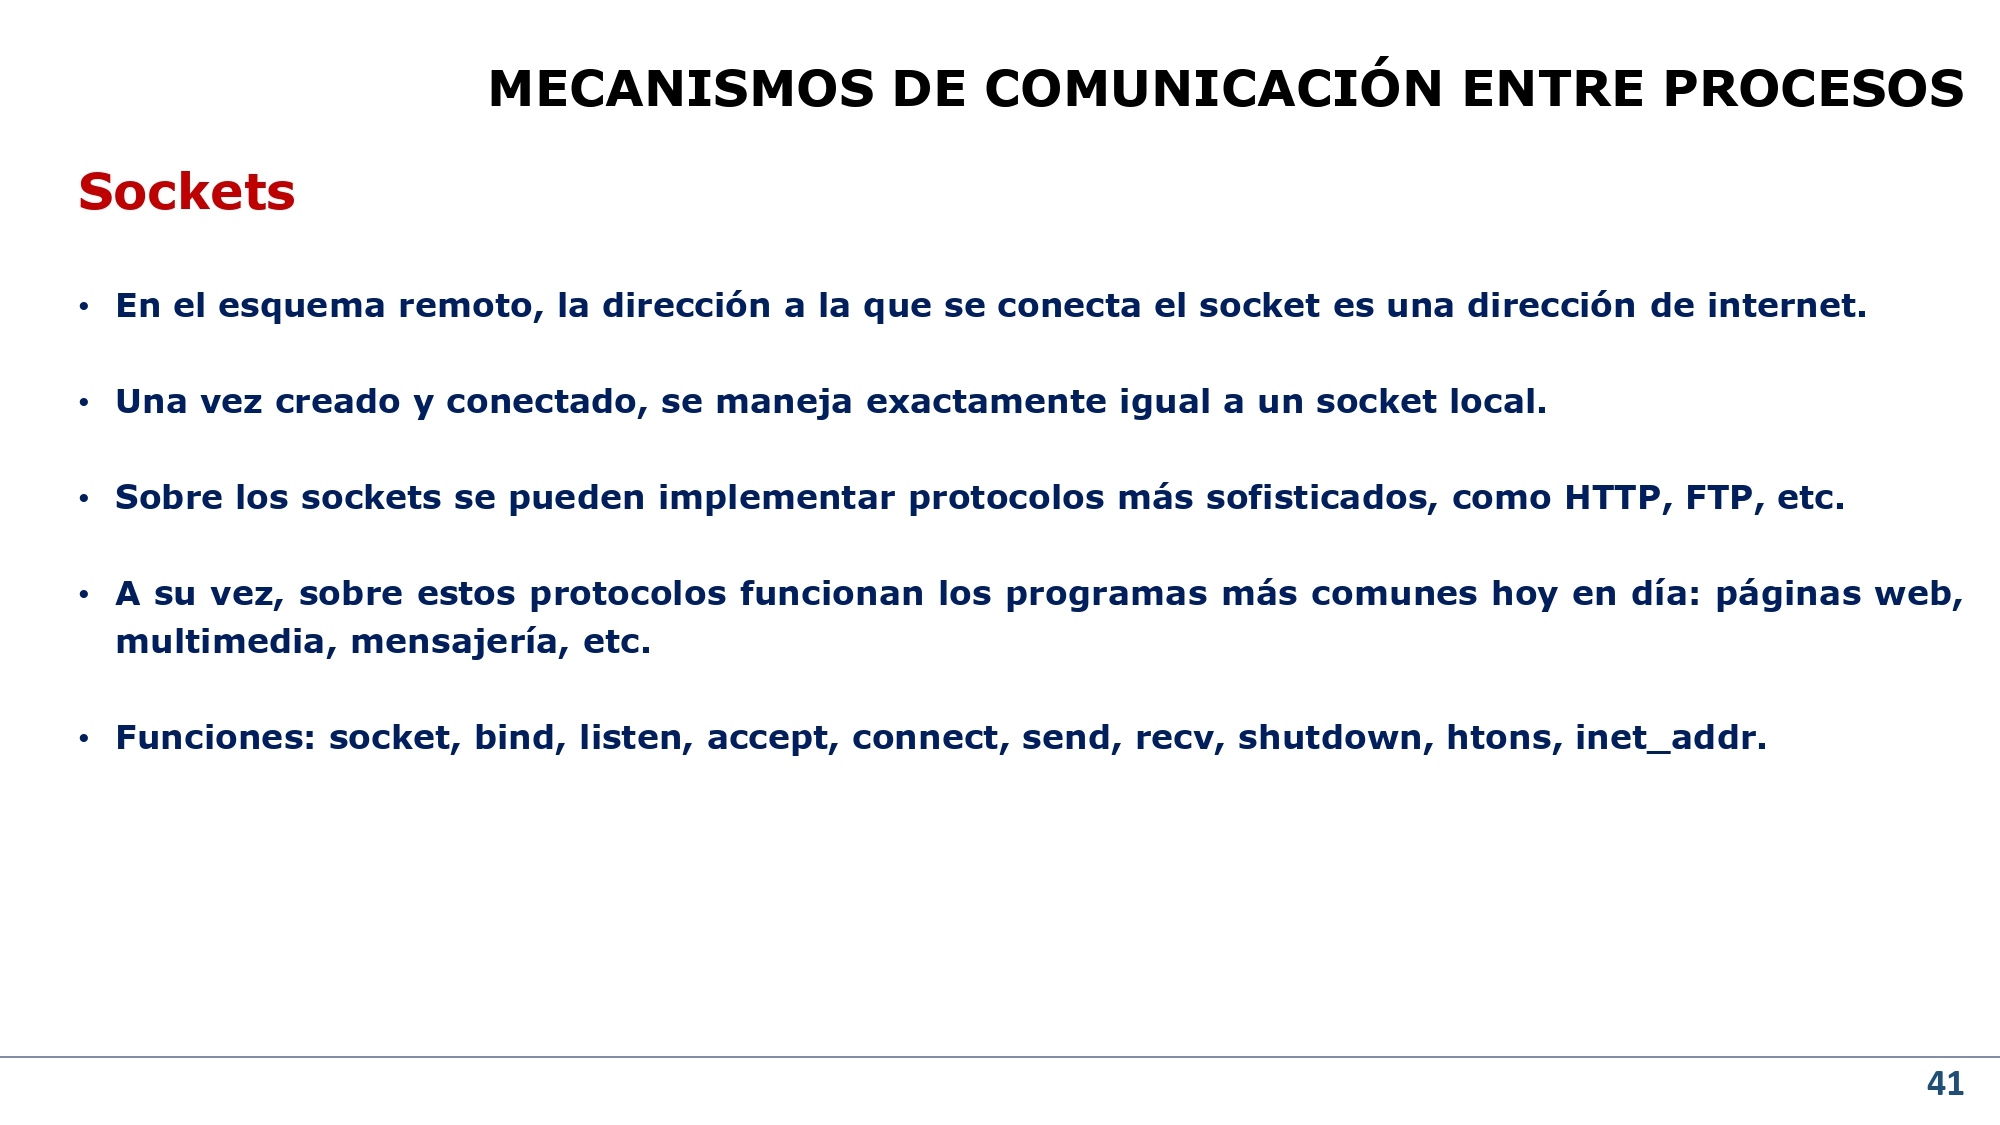 MECANISMOS DE COMUNICACIÓN ENTRE PROCESOS
Sockets
• En el esquema remoto, la dirección a la que se conecta el socket es una dirección de internet.
• Una vez creado y conectado, se maneja exactamente igual a un socket local.
• Sobre los sockets se pueden implementar protocolos más sofisticados, como HTTP, FTP, etc.
• A su vez, sobre estos protocolos funcionan los programas más comunes hoy en día: páginas web,
multimedia, mensajería, etc.
• Funciones: socket, bind, listen, accept, connect, send, recv, shutdown, htons, inet_addr.
41